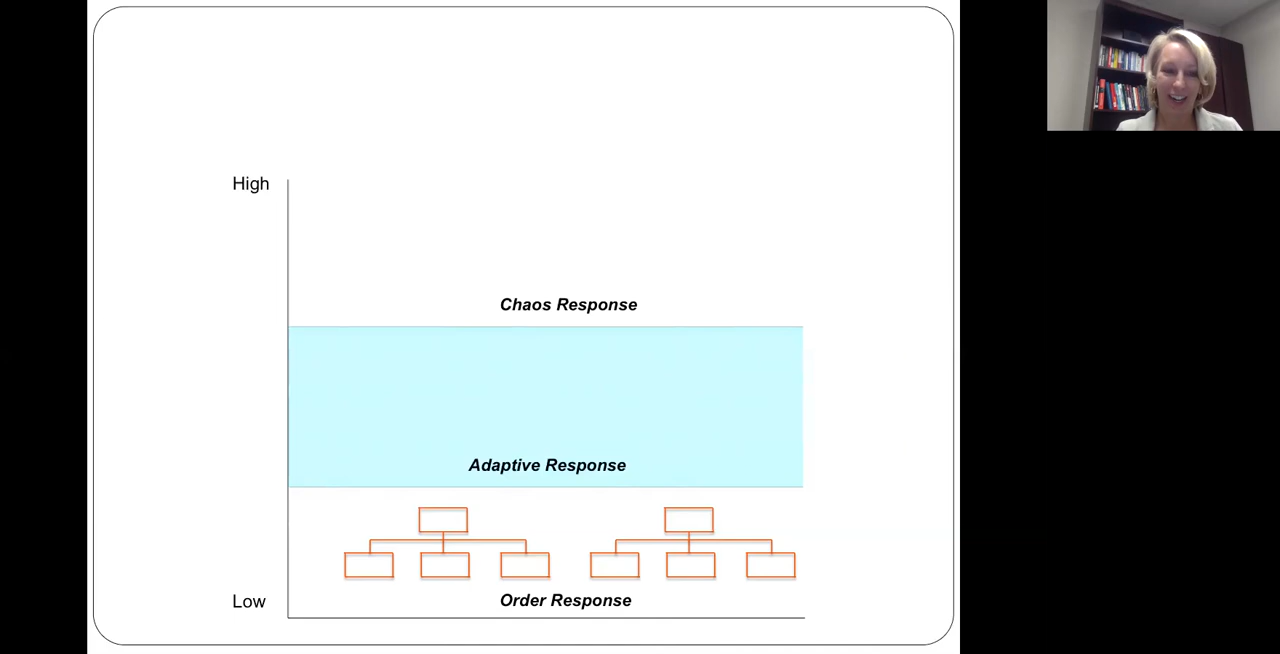 High
Chaos Response
Adaptive Response
Order Response
Low